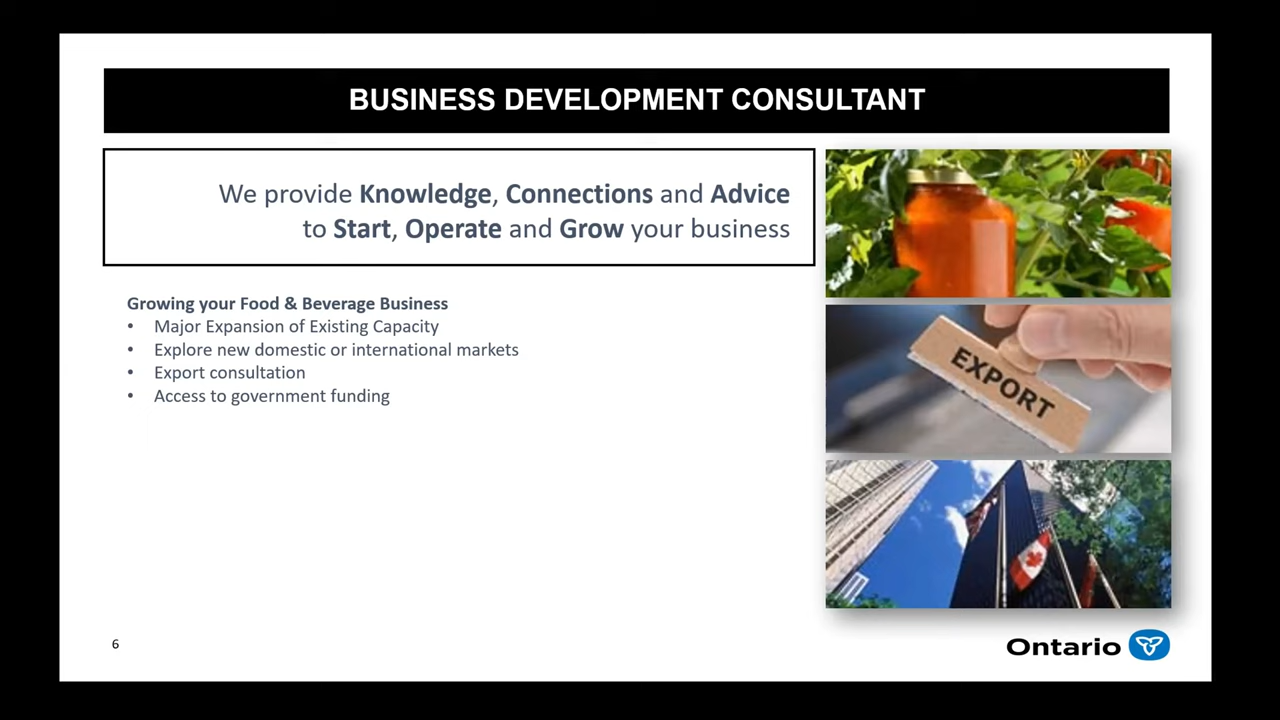 BUSINESS DEVELOPMENT CONSULTANT
We provide Knowledge, Connections and Advice
to Start, Operate and Grow your business
Growing your Food & Beverage Business
• Major Expansion of Existing Capacity
• Explore new domestic or international markets
• Export consultation
• Access to government funding
EXPORT
6
Ontario